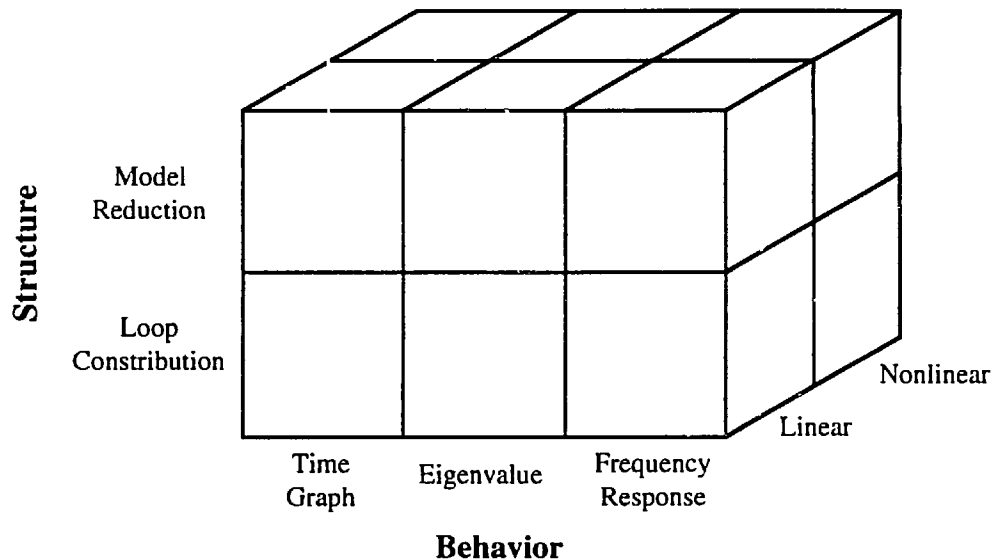 Structure
Model
Reduction
Loop
Constribution
Time
Graph
Eigenvalue
Frequency
Response
Linear
Nonlinear
Behavior